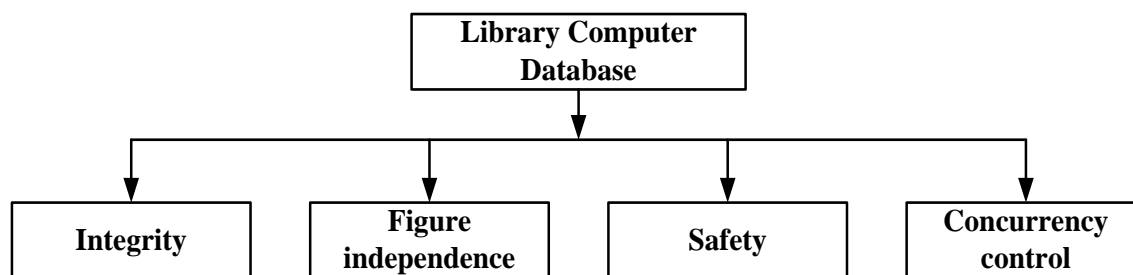 Library Computer
Database
Integrity
Figure
independence
Safety
Concurrency
control